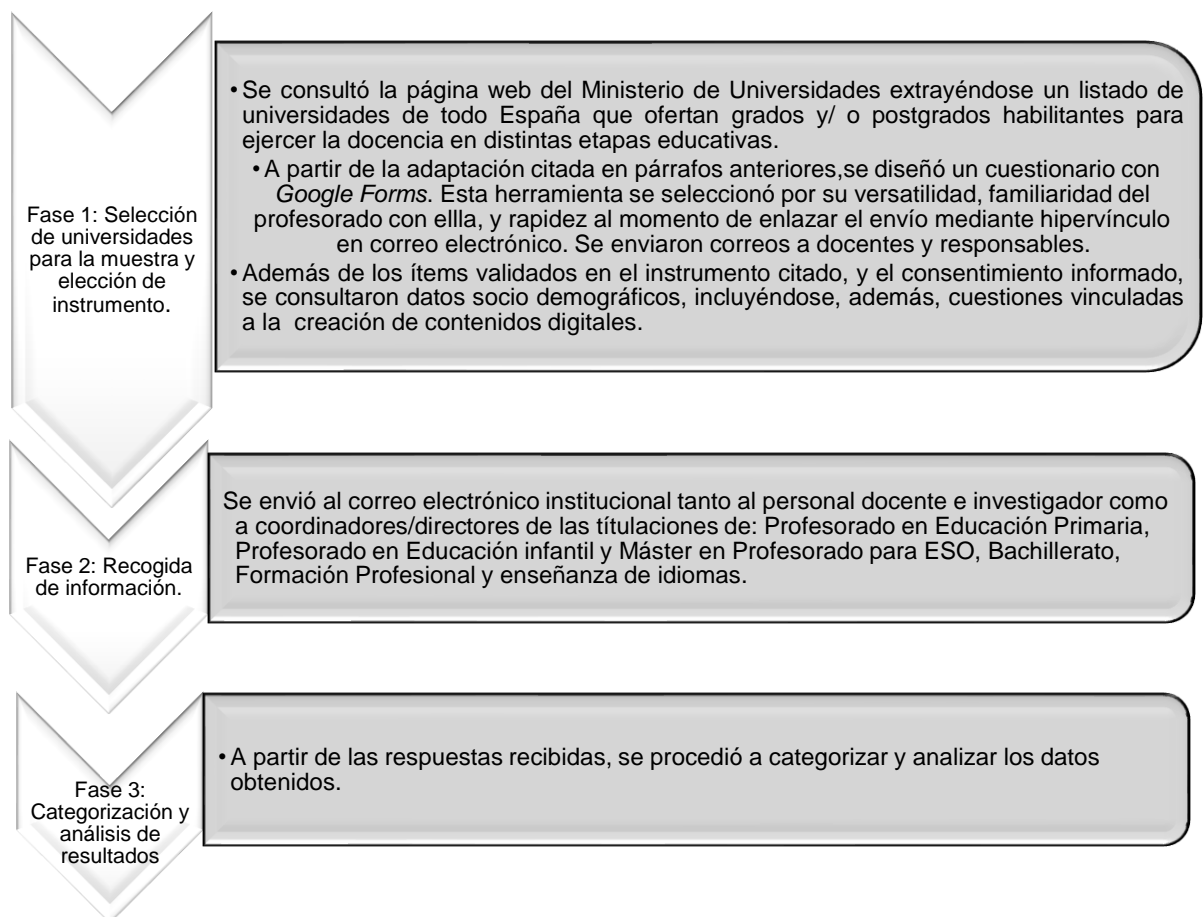 Fase 1: Selección
de universidades
para la muestra y
elección de
instrumento.
• Se consultó la página web del Ministerio de Universidades extrayéndose un listado de
universidades de todo España que ofertan grados y/ o postgrados habilitantes para
ejercer la docencia en distintas etapas educativas.
• A partir de la adaptación citada en párrafos anteriores,se diseñó un cuestionario con
Google Forms. Esta herramienta se seleccionó por su versatilidad, familiaridad del
profesorado con ellla, y rapidez al momento de enlazar el envío mediante hipervínculo
en correo electrónico. Se enviaron correos a docentes y responsables.
• Además de los ítems validados en el instrumento citado, y el consentimiento informado,
se consultaron datos socio demográficos, incluyéndose, además, cuestiones vinculadas
a la creación de contenidos digitales.
Fase 2: Recogida
de información.
Se envió al correo electrónico institucional tanto al personal docente e investigador como
a coordinadores/directores de las títulaciones de: Profesorado en Educación Primaria,
Profesorado en Educación infantil y Máster en Profesorado para ESO, Bachillerato,
Formación Profesional y enseñanza de idiomas.
Fase 3:
Categorización y
análisis de
resultados
• A partir de las respuestas recibidas, se procedió a categorizar y analizar los datos
obtenidos.